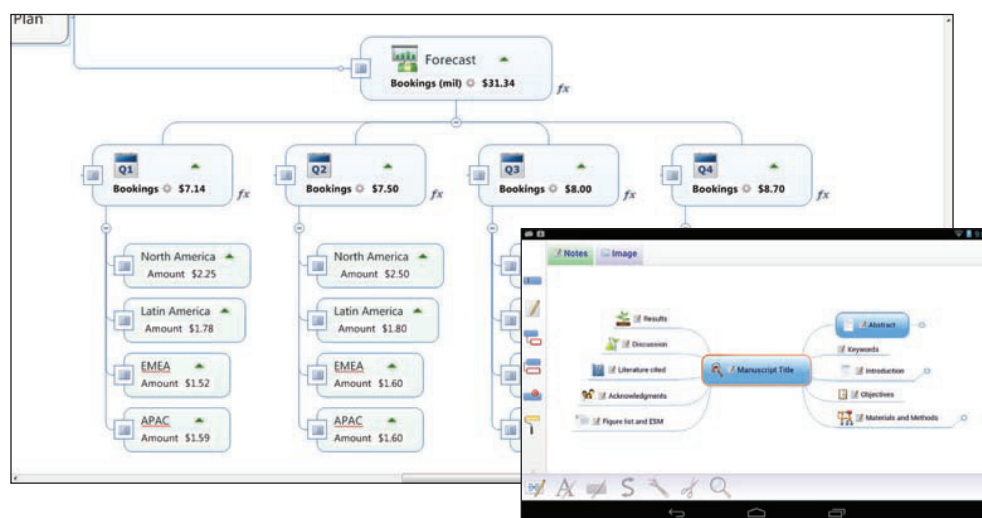 Plan
Forecast
Bookings (mil) $31.34
fx
Q1
Bookings $7.14
fx
Q2
Bookings $7.50
fx
Q3
Bookings $8.00
fx
Q4
Bookings $8.70
fx
North America
Amount $2.25
Latin America
Amount $1.78
EMEA
Amount $1.52
APAC
Amount $1.59
North America
Amount $2.50
Latin America
Amount $1.80
EMEA
Amount $1.60
APAC
Amount $1.60
Notes
Image
Results
Discussion
Literature cited
Acknowledgments
Figure list and ESM
Manuscript Title
Abstract
Keywords
Introduction
Objectives
Materials and Methods